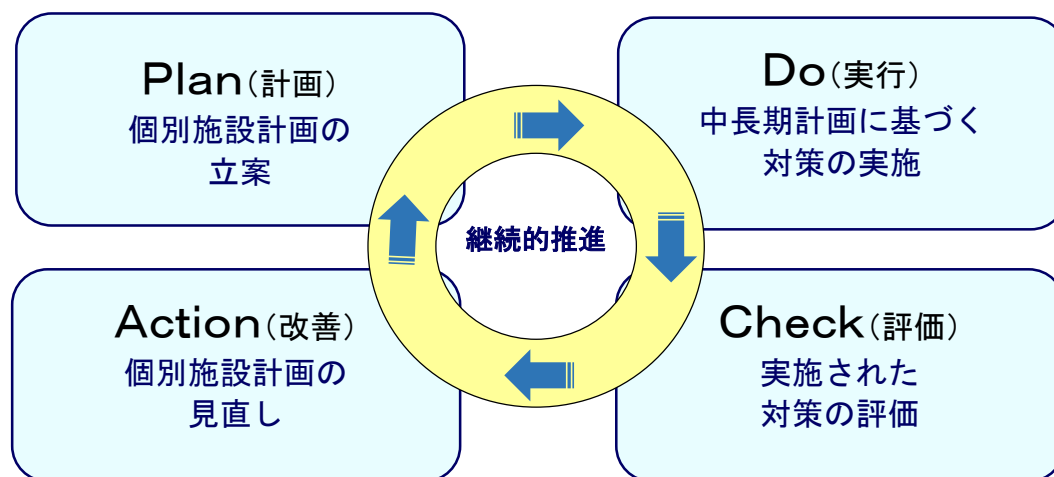 Plan(計画)
個別施設計画の
立案
Do(実行)
中長期計画に基づく
対策の実施
継続的推進
Action(改善)
個別施設計画の
見直し
Check(評価)
実施された
対策の評価